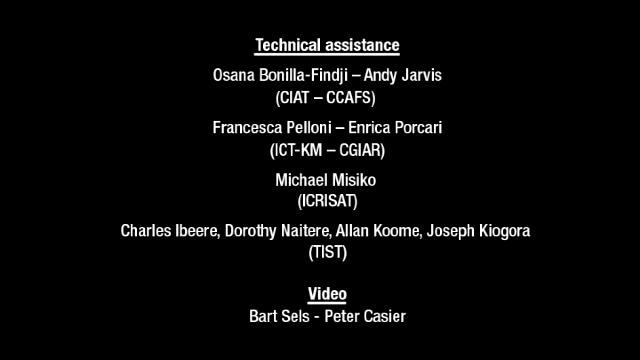 Technical assistance
Osana Bonilla-Findji – Andy Jarvis
(CIAT – CCAFS)
Francesca Pelloni – Enrica Porcari
(ICT-KM – CGIAR)
Michael Misiko
(ICRISAT)
Charles Ibeere, Dorothy Naitere, Allan Koome, Joseph Kiogora
(TIST)
Video
Bart Sels - Peter Casier